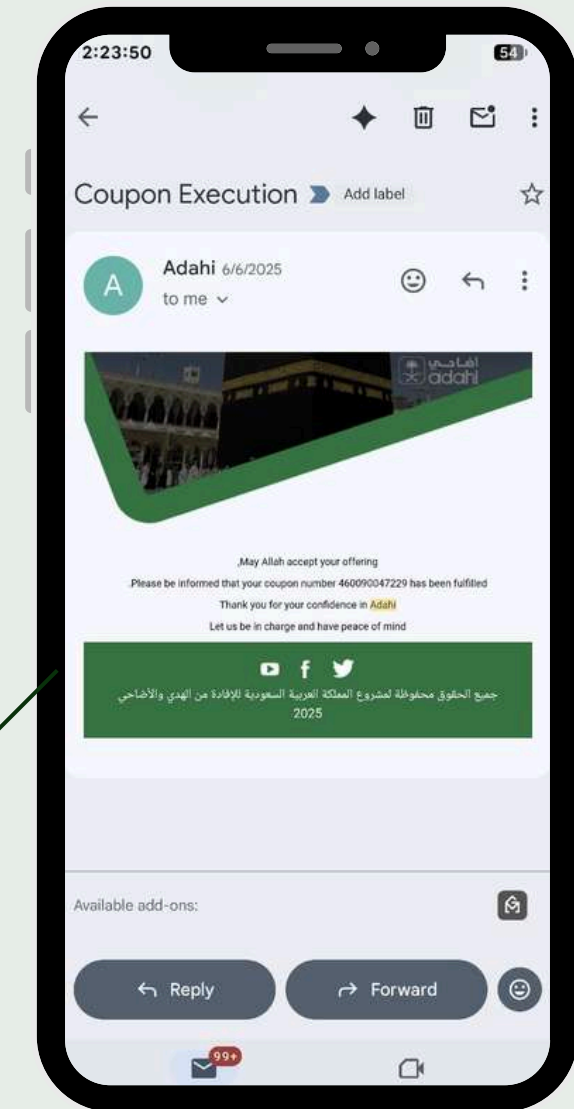 2:23:50
54
Coupon Execution
Add label
A
Adahi 6/6/2025
to me
أضاحي
adahi
,May Allah accept your offering
.Please be informed that your coupon number 460090047229 has been fulfilled
Thank you for your confidence in Adahi
Let us be in charge and have peace of mind
جميع الحقوق محفوظة لمشروع المملكة العربية السعودية للإفادة من الهدي والأضاحي
2025
Available add-ons:
Reply
Forward
99+